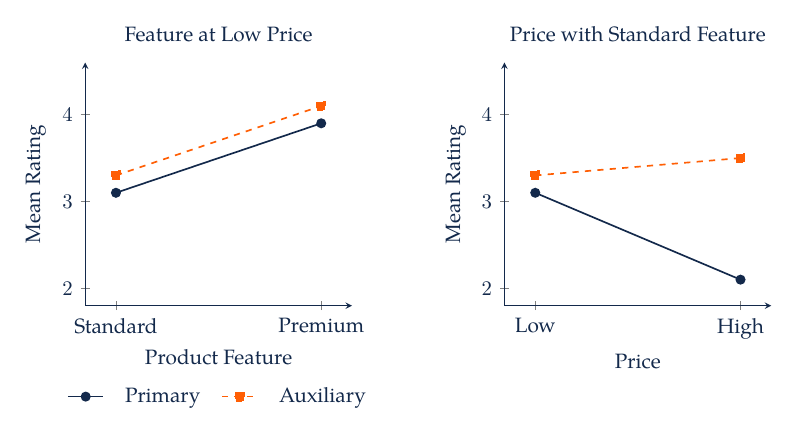 Feature at Low Price
Mean Rating
4
3
2
Standard Premium
Product Feature
Primary Auxiliary
Price with Standard Feature
Mean Rating
4
3
2
Low High
Price